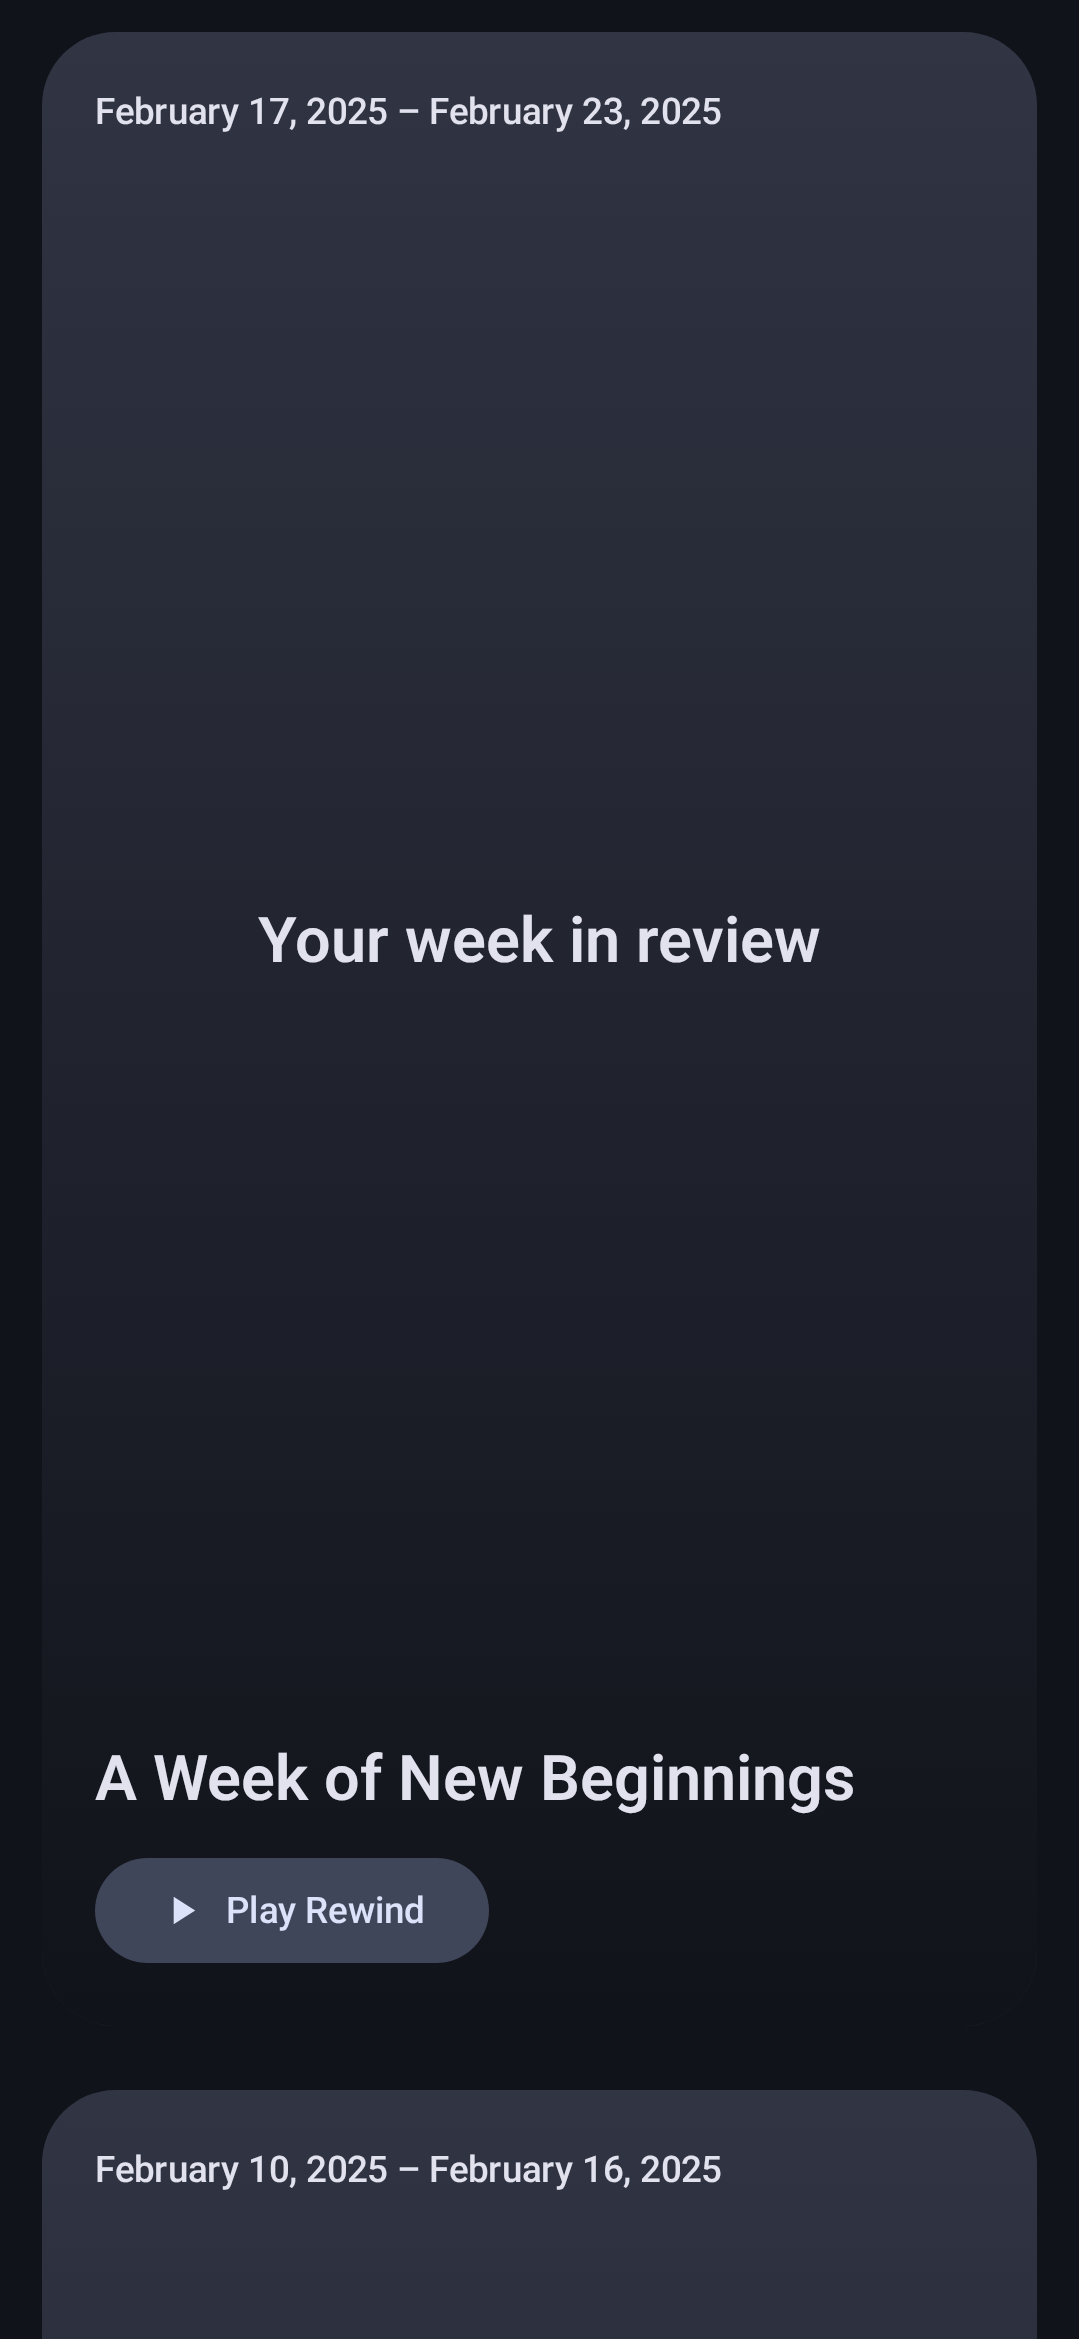 February 17, 2025 – February 23, 2025
Your week in review
A Week of New Beginnings
Play Rewind
February 10, 2025 – February 16, 2025